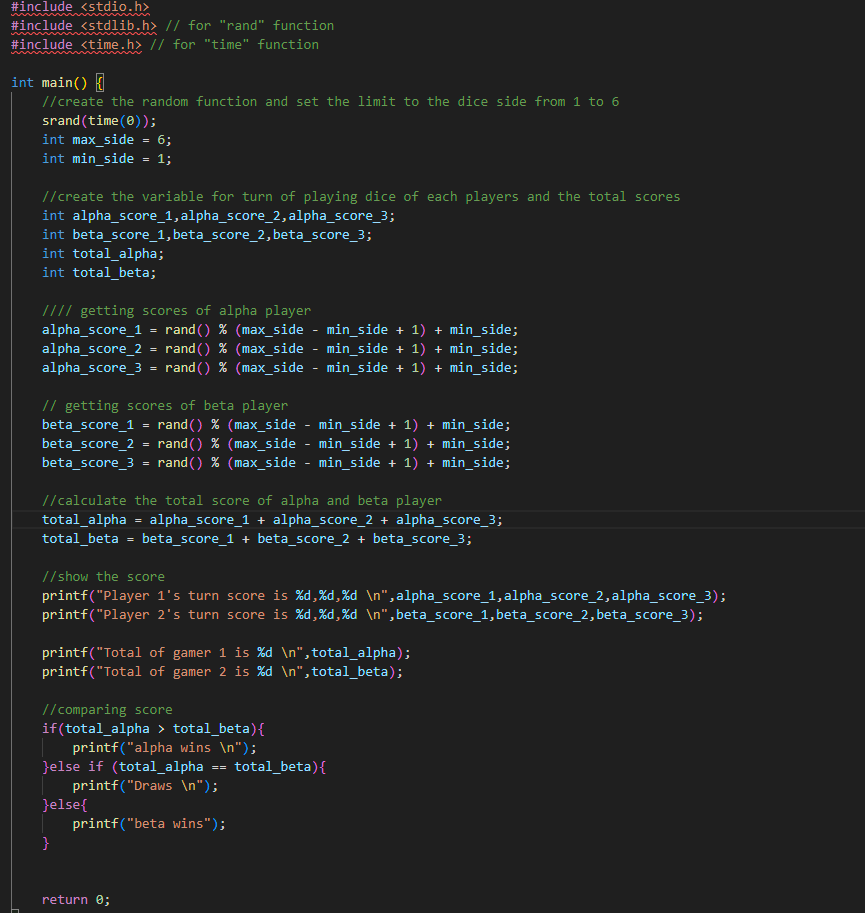 #include <stdio.h>
#include <stdlib.h> // for "rand" function
#include <time.h> // for "time" function

int main() {
    //create the random function and set the limit to the dice side from 1 to 6
    srand(time(0));
    int max_side = 6;
    int min_side = 1;

    //create the variable for turn of playing dice of each players and the total scores
    int alpha_score_1,alpha_score_2,alpha_score_3;
    int beta_score_1,beta_score_2,beta_score_3;
    int total_alpha;
    int total_beta;

    //// getting scores of alpha player
    alpha_score_1 = rand() % (max_side - min_side + 1) + min_side;
    alpha_score_2 = rand() % (max_side - min_side + 1) + min_side;
    alpha_score_3 = rand() % (max_side - min_side + 1) + min_side;

    // getting scores of beta player
    beta_score_1 = rand() % (max_side - min_side + 1) + min_side;
    beta_score_2 = rand() % (max_side - min_side + 1) + min_side;
    beta_score_3 = rand() % (max_side - min_side + 1) + min_side;

    //calculate the total score of alpha and beta player
    total_alpha = alpha_score_1 + alpha_score_2 + alpha_score_3;
    total_beta = beta_score_1 + beta_score_2 + beta_score_3;

    //show the score
    printf("Player 1's turn score is %d,%d,%d \n",alpha_score_1,alpha_score_2,alpha_score_3);
    printf("Player 2's turn score is %d,%d,%d \n",beta_score_1,beta_score_2,beta_score_3);

    printf("Total of gamer 1 is %d \n",total_alpha);
    printf("Total of gamer 2 is %d \n",total_beta);

    //comparing score
    if(total_alpha > total_beta){
        printf("alpha wins \n");
    }else if (total_alpha == total_beta){
        printf("Draws \n");
    }else{
        printf("beta wins");
    }


    return 0;